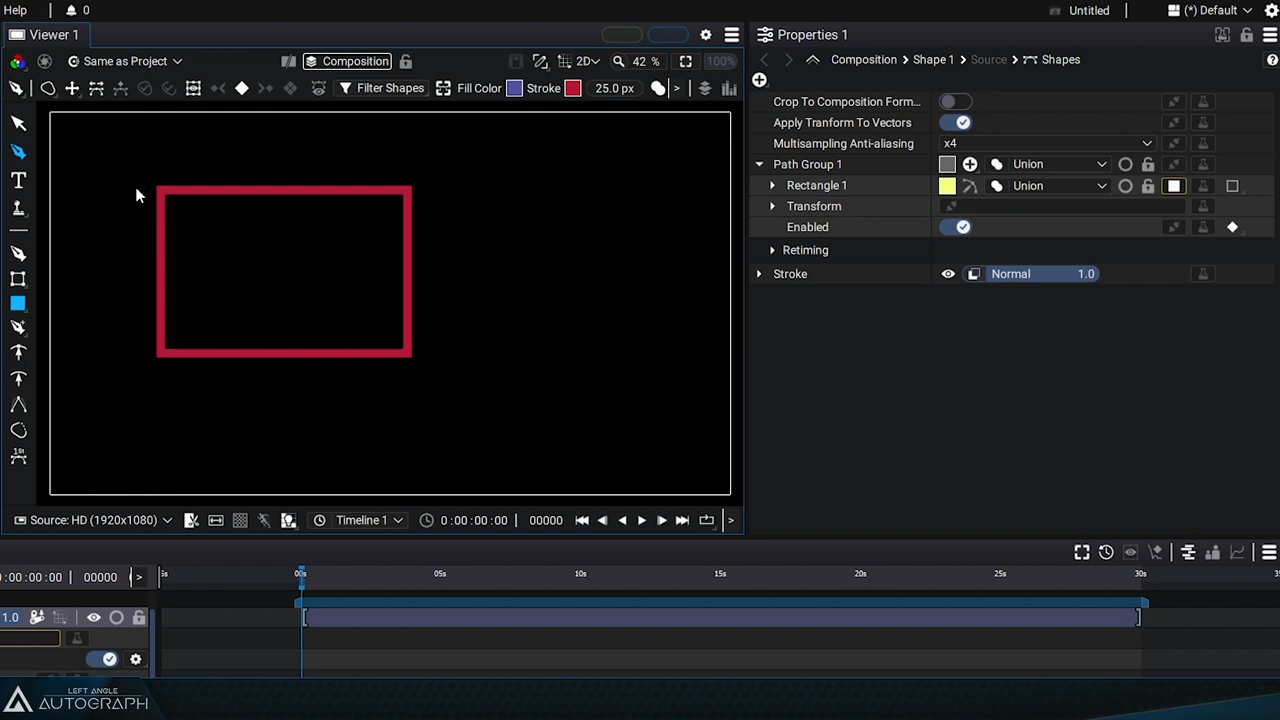 Help 0 Untitled (*) Default
Viewer 1 Properties 1
Same as Project Composition 2D 42 % 100% Composition Shape 1 Source Shapes
Filter Shapes Fill Color Stroke 25.0 px >
Crop To Composition Form...
Apply Tranform To Vectors
Multisampling Anti-aliasing x4
Path Group 1 Union
Rectangle 1 Union
T Transform
Enabled
Retiming
Stroke Normal 1.0
1St
Source: HD (1920x1080) Timeline 1 0:00:00:00 00000 >
0:00:00:00 00000 > 00s 05s 10s 15s 20s 25s 30s
1.0
LEFT ANGLE
AUTOGRAPH